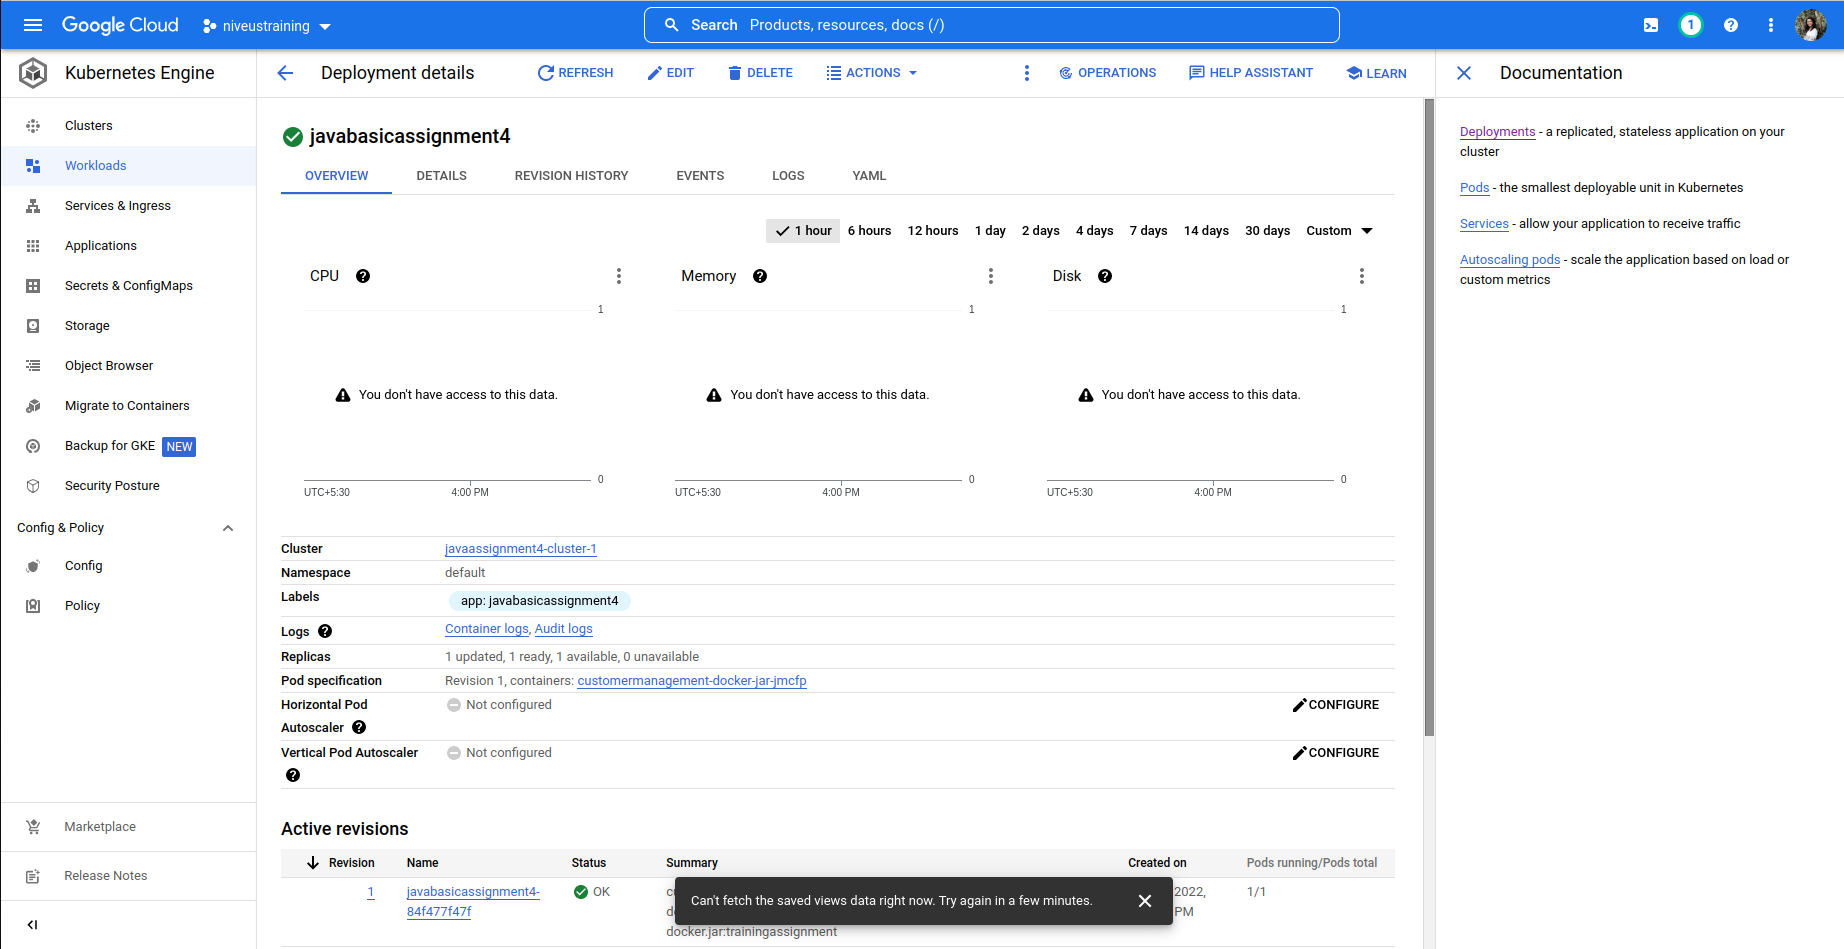 Google Cloud
niveustraining
Search Products, resources, docs (/)
1
Kubernetes Engine
Deployment details
REFRESH
EDIT
DELETE
ACTIONS
OPERATIONS
HELP ASSISTANT
LEARN
Documentation
Clusters
Workloads
Services & Ingress
Applications
Secrets & ConfigMaps
Storage
Object Browser
Migrate to Containers
Backup for GKE NEW
Security Posture
Config & Policy
Config
Policy
Marketplace
Release Notes
javabasicassignment4
OVERVIEW DETAILS REVISION HISTORY EVENTS LOGS YAML
1 hour 6 hours 12 hours 1 day 2 days 4 days 7 days 14 days 30 days Custom
CPU
1
You don't have access to this data.
0
UTC+5:30 4:00 PM
Memory
1
You don't have access to this data.
0
UTC+5:30 4:00 PM
Disk
1
You don't have access to this data.
0
UTC+5:30 4:00 PM
Cluster javaassignment4-cluster-1
Namespace default
Labels app: javabasicassignment4
Logs Container logs, Audit logs
Replicas 1 updated, 1 ready, 1 available, 0 unavailable
Pod specification Revision 1, containers: customermanagement-docker-jar-jmcfp
Horizontal Pod Not configured CONFIGURE
Autoscaler
Vertical Pod Autoscaler Not configured CONFIGURE
Active revisions
Revision Name Status Summary Created on Pods running/Pods total
1 javabasicassignment4- OK 2022, 1/1
84f477f47f PM
docker.jar:trainingassignment
Can't fetch the saved views data right now. Try again in a few minutes.
Deployments - a replicated, stateless application on your
cluster
Pods - the smallest deployable unit in Kubernetes
Services - allow your application to receive traffic
Autoscaling pods - scale the application based on load or
custom metrics